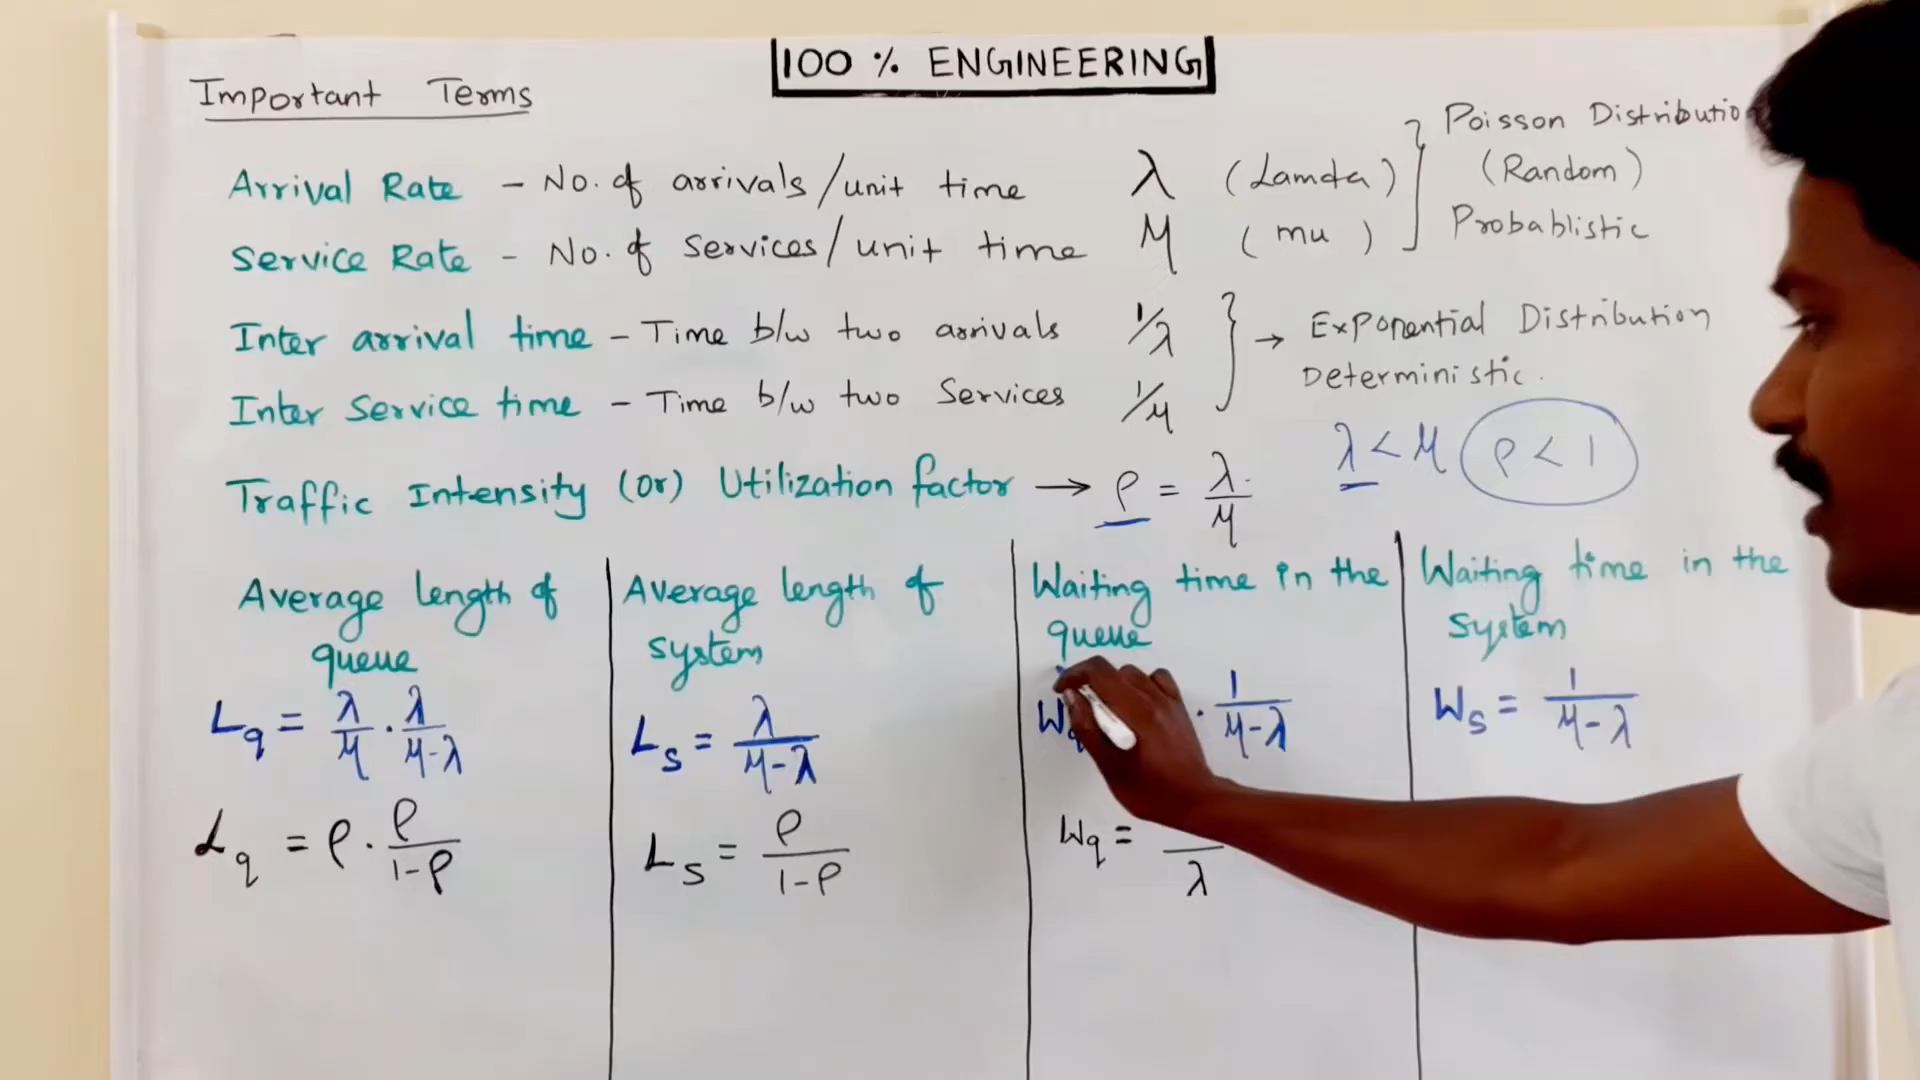 100 % ENGINEERING
Important Terms
Arrival Rate - No. of arrivals/unit time λ (Lamda)
Service Rate - No. of Services/unit time μ (mu)
Poisson Distributio
(Random)
Probablistic
Inter arrival time - Time b/w two arrivals 1/λ
Inter Service time - Time b/w two Services 1/μ
→ Exponential Distribution
Deterministic.
Traffic Intensity (or) Utilization factor → ρ = λ/μ
λ < μ ρ < 1
Average length of
queue
Lq = λ/μ · λ/μ-λ
Lq = ρ · ρ/1-ρ
Average length of
system
Ls = λ/μ-λ
Ls = ρ/1-ρ
Waiting time in the
queue
· 1/μ-λ
Wq = /λ
Waiting time in the
system
Ws = 1/μ-λ